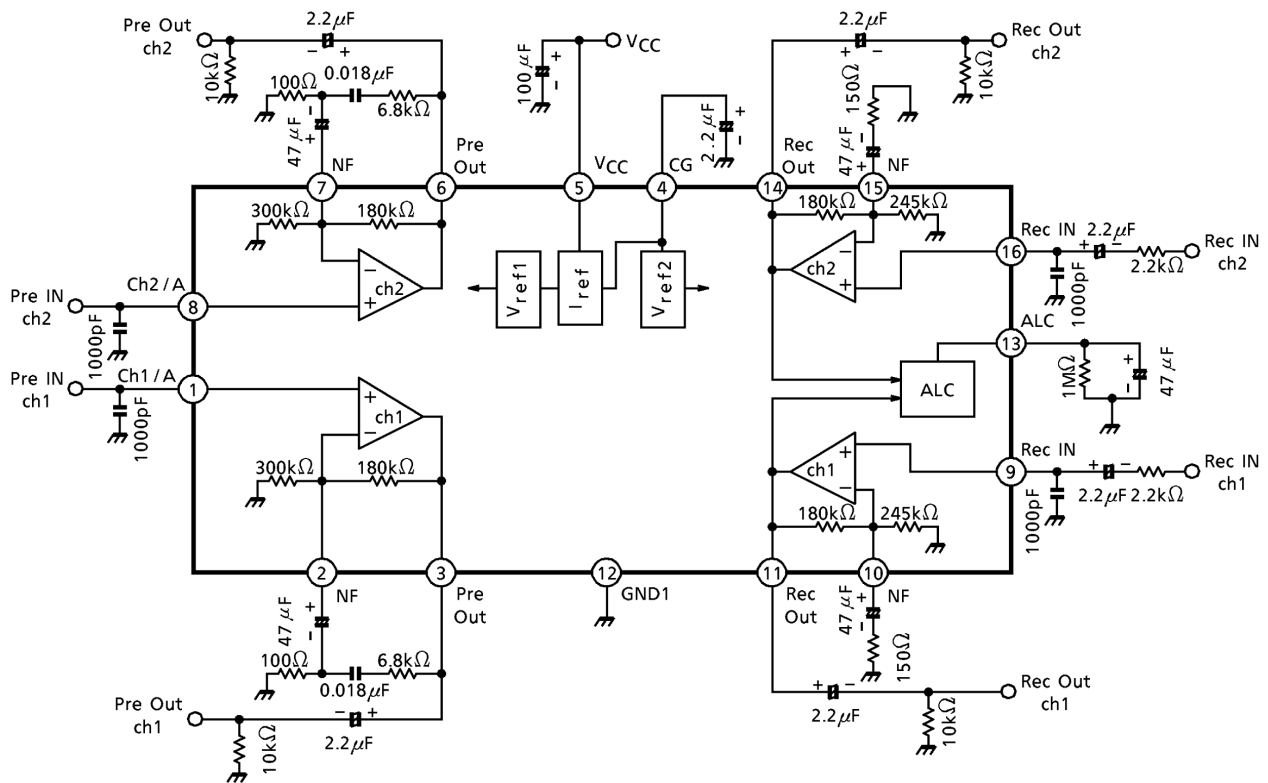 Pre Out
ch2
2.2μF
− +
10kΩ
100Ω
0.018μF
6.8kΩ
−
+
47μF
NF
Pre
Out
100μF
+
−
VCC
VCC
CG
2.2μF
+
−
2.2μF
+ −
Rec Out
ch2
10kΩ
150Ω
−
+
47μF
Rec
Out
NF
7
6
5
4
14
15
300kΩ
180kΩ
180kΩ
245kΩ
−
+
ch2
Vref1
Iref
Vref2
−
+
ch2
16
Rec IN
2.2μF
+ −
2.2kΩ
1000pF
Rec IN
ch2
Pre IN
ch2
Ch2/A
8
1000pF
Pre IN
ch1
Ch1/A
1
1000pF
ALC
13
1MΩ
+
−
47μF
ALC
+
−
ch1
+
−
ch1
9
Rec IN
+ −
2.2μF
2.2kΩ
1000pF
Rec IN
ch1
300kΩ
180kΩ
180kΩ
245kΩ
2
3
12
11
10
NF
Pre
Out
GND1
Rec
Out
NF
+
−
47μF
100Ω
0.018μF
6.8kΩ
47μF
+
−
150Ω
Pre Out
ch1
− +
2.2μF
10kΩ
+ −
2.2μF
10kΩ
Rec Out
ch1